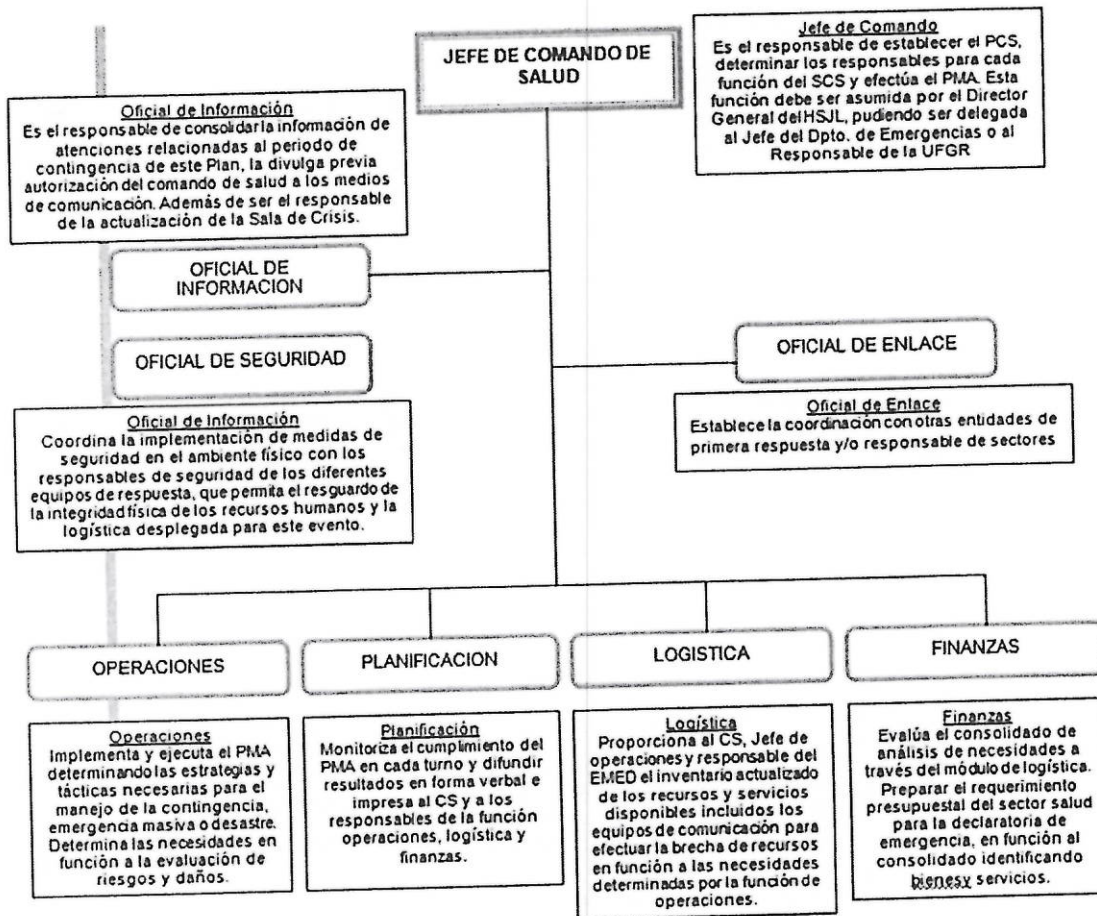 JEFE DE COMANDO DE
SALUD
Jefe de Comando
Es el responsable de establecer el PCS,
determinar los responsables para cada
función del SCS y efectúa el PMA. Esta
función debe ser asumida por el Director
General del HSJL, pudiendo ser delegada
al Jefe del Dpto. de Emergencias o al
Responsable de la UFGR
Oficial de Información
Es el responsable de consolidar la información de
atenciones relacionadas al periodo de
contingencia de este Plan, la divulga previa
autorización del comando de salud a los medios
de comunicación. Además de ser el responsable
de la actualización de la Sala de Crisis.
OFICIAL DE
INFORMACION
OFICIAL DE SEGURIDAD
Oficial de Información
Coordina la implementación de medidas de
seguridad en el ambiente físico con los
responsables de seguridad de los diferentes
equipos de respuesta, que permita el resguardo de
la integridad física de los recursos humanos y la
logística desplegada para este evento.
OFICIAL DE ENLACE
Oficial de Enlace
Establece la coordinación con otras entidades de
primera respuesta y/o responsable de sectores
OPERACIONES
Operaciones
Implementa y ejecuta el PMA
determinando las estrategias y
tácticas necesarias para el
manejo de la contingencia,
emergencia masiva o desastre.
Determina las necesidades en
función a la evaluación de
riesgos y daños.
PLANIFICACION
Planificación
Monitoriza el cumplimiento del
PMA en cada turno y difundir
resultados en forma verbal e
impresa al CS y a los
responsables de la función
operaciones, logística y
finanzas.
LOGISTICA
Logística
Proporciona al CS, Jefe de
operaciones y responsable del
EMED el inventario actualizado
de los recursos y servicios
disponibles incluidos los
equipos de comunicación para
efectuar la brecha de recursos
en función a las necesidades
determinadas por la función de
operaciones.
FINANZAS
Finanzas
Evalúa el consolidado de
análisis de necesidades a
través del módulo de logística.
Preparar el requerimiento
presupuestal del sector salud
para la declaratoria de
emergencia, en función al
consolidado identificando
bienesy servicios.